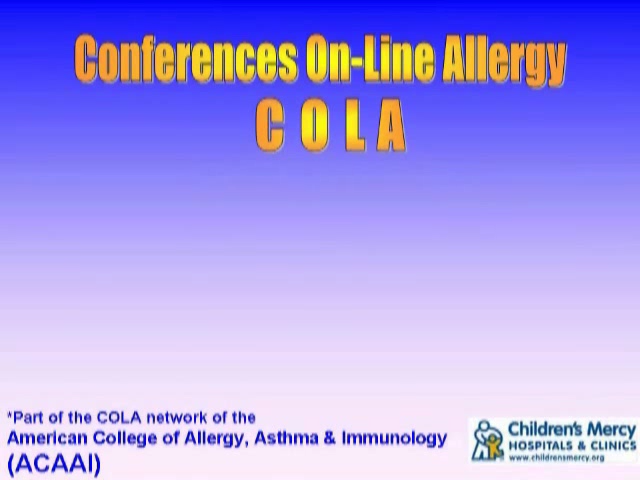 Conferences On-Line Allergy
C O L A
*Part of the COLA network of the
American College of Allergy, Asthma & Immunology
(ACAAI)
Children's Mercy
HOSPITALS & CLINICS
www.childrensmercy.org